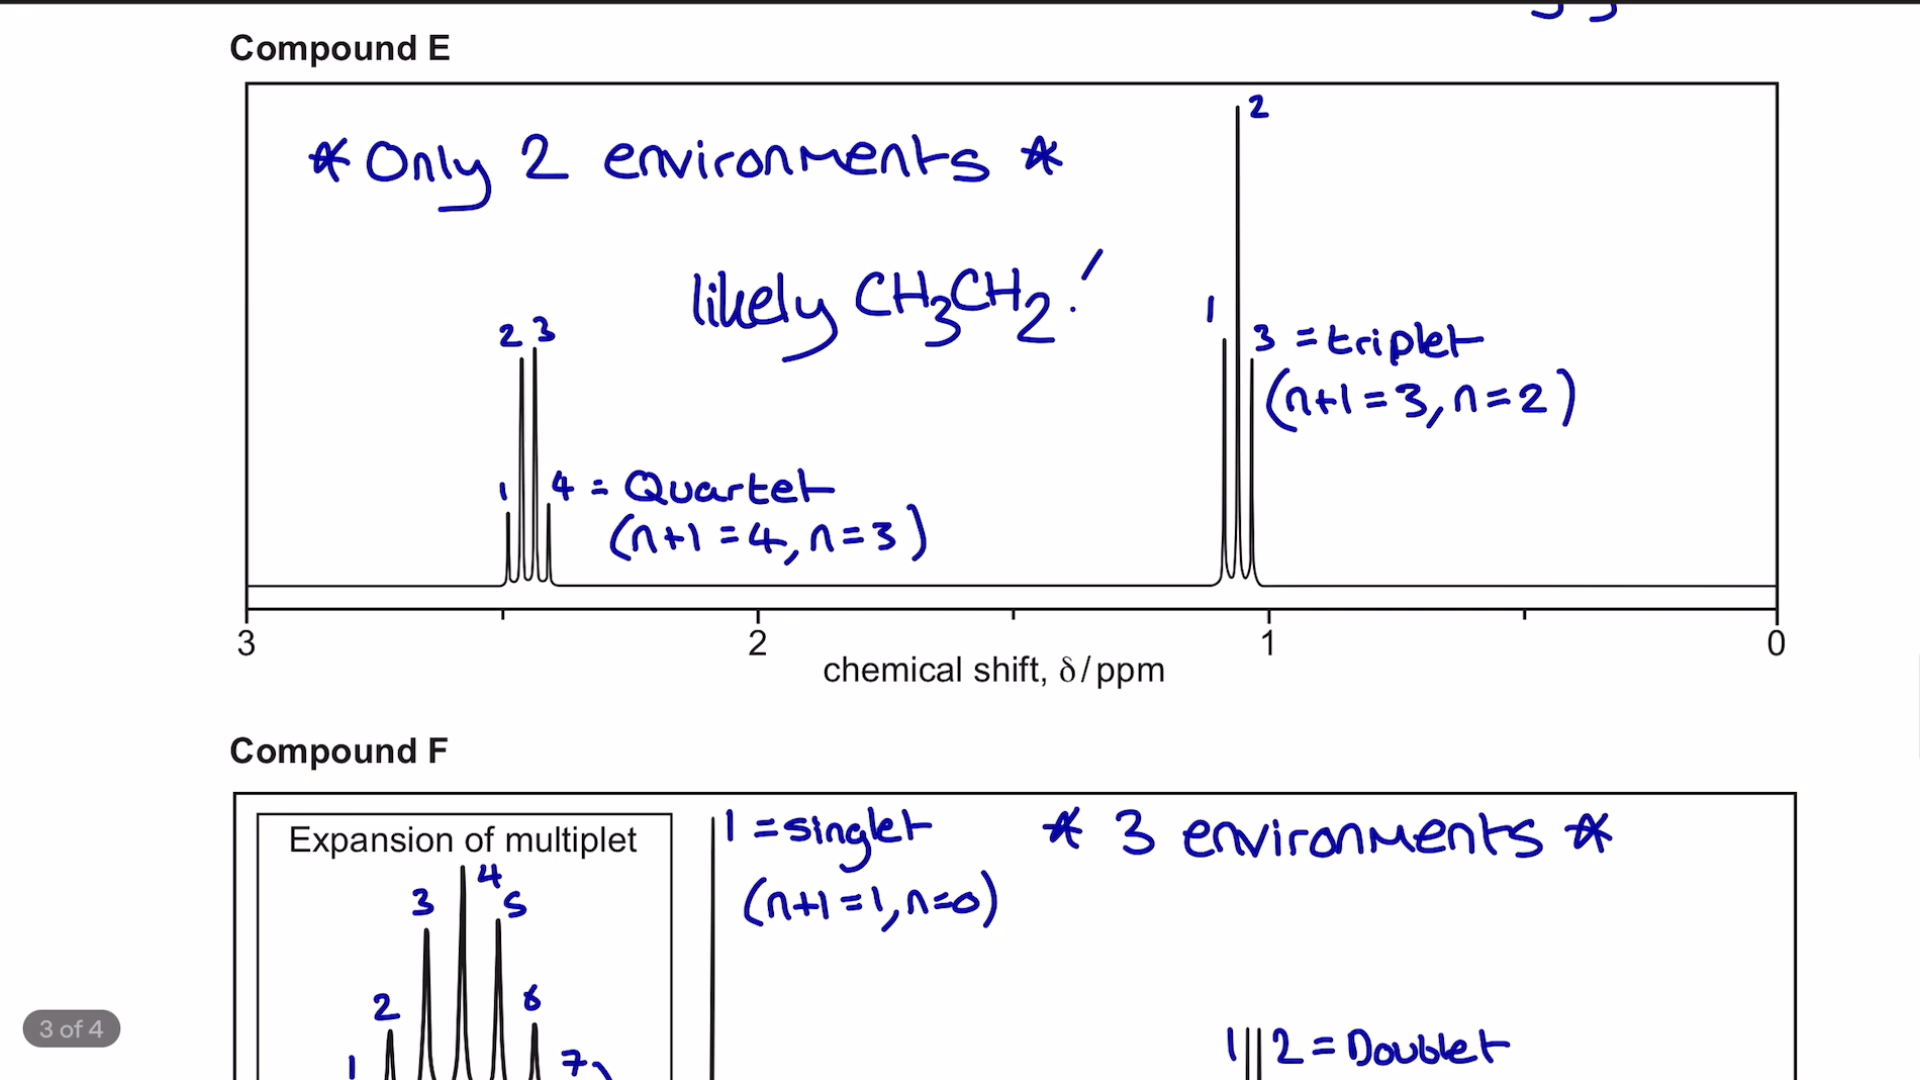 Compound E
2
* Only 2 environments *
likely CH3CH2.'
1
2 3
3 = triplet
(n+1=3, n=2)
1 4 = Quartet
(n+1=4, n=3)
3 2 1 0
chemical shift, δ/ppm
Compound F
1 = singlet * 3 environments *
Expansion of multiplet
4
3 5
(n+1=1, n=0)
2 6
3 of 4
1 2 = Doublet
1 7